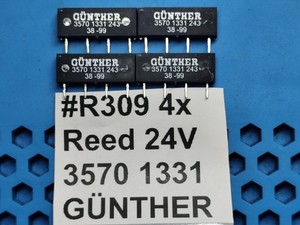 GÜNTHER GÜNTHER
3570 1331 243 3570 1331 243
38 -99 38 -99
GÜNTHER GÜNTHER
3570 1331 243 3570 1331 243
38 -99 38 -99
#R309 4x
Reed 24V
3570 1331
GÜNTHER